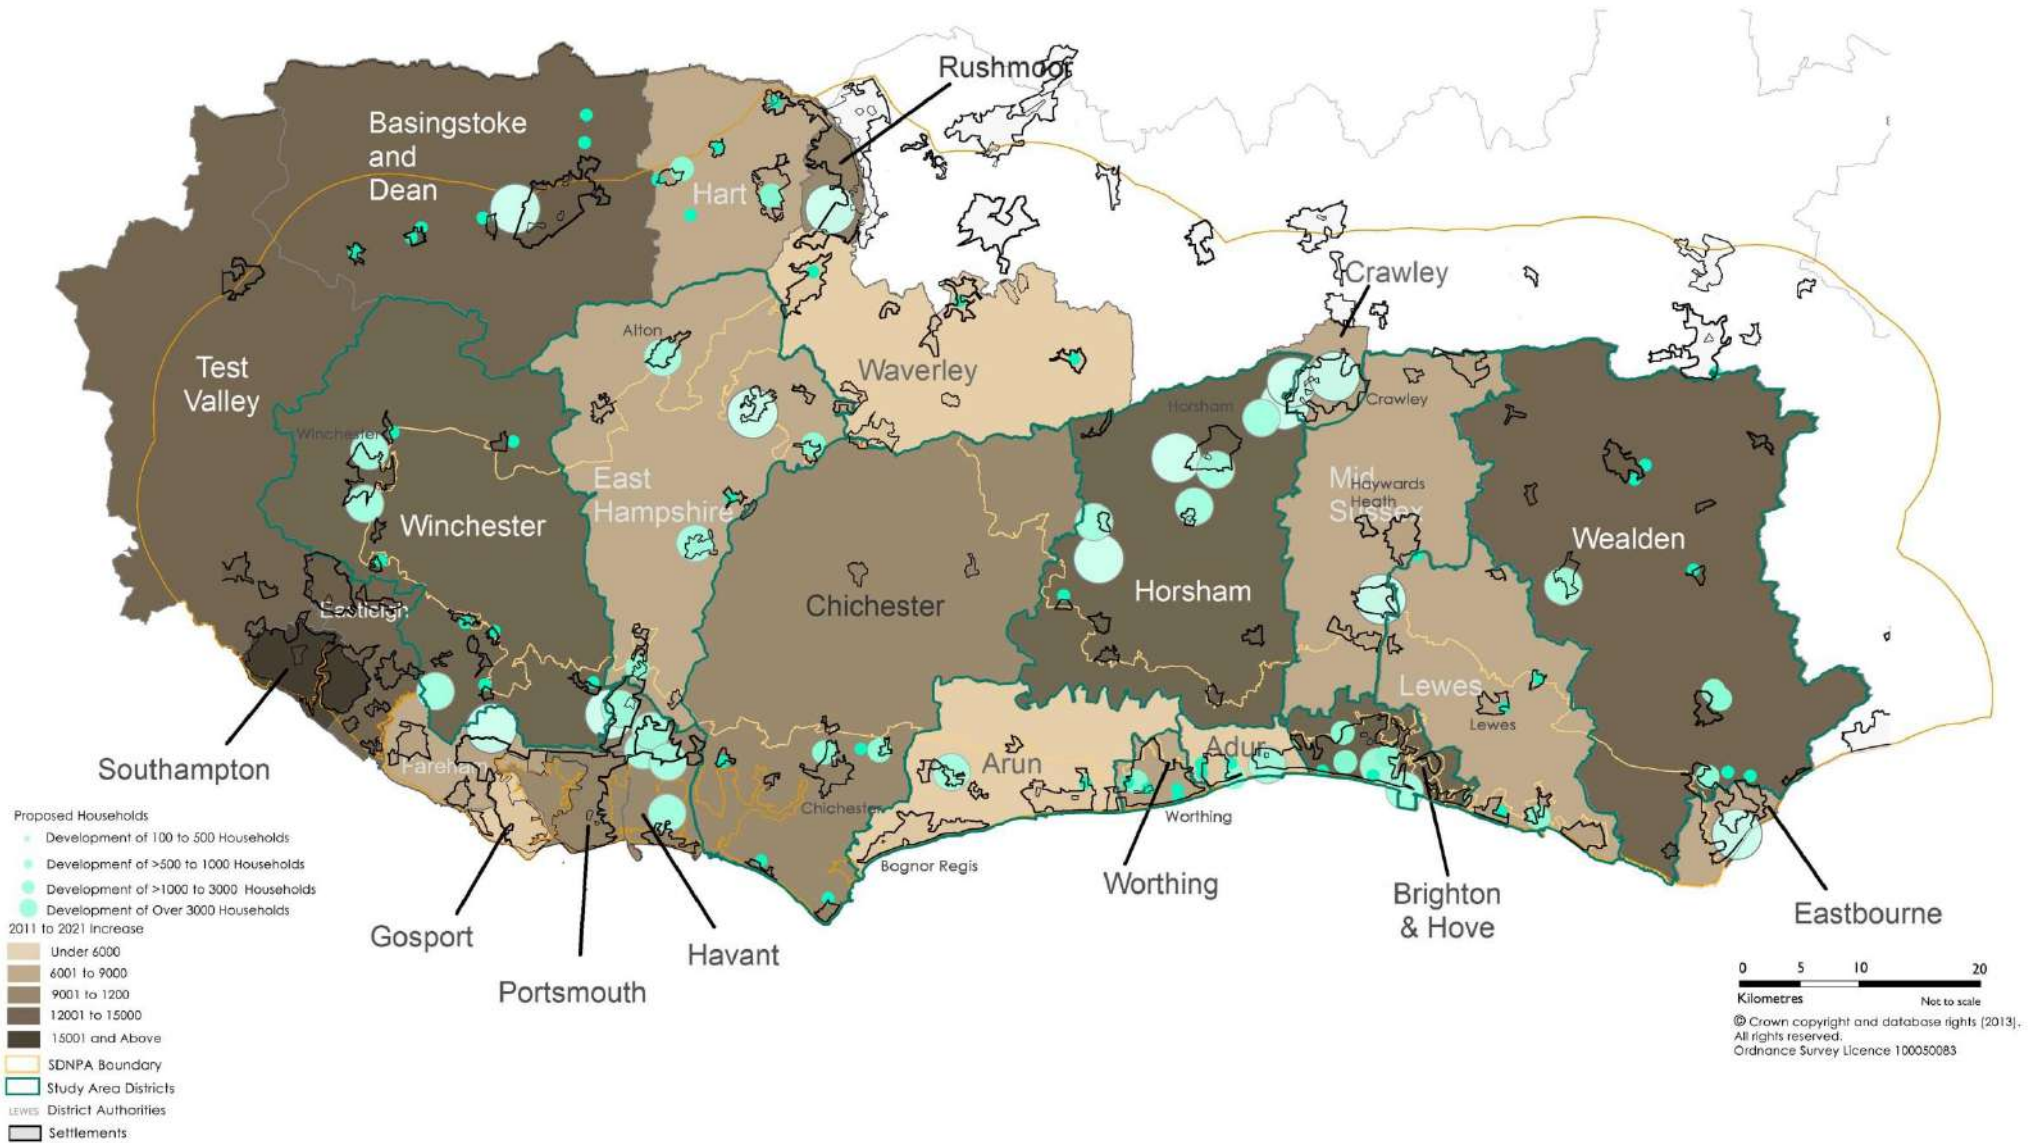 Rushmoor
Basingstoke
and
Dean
Hart
Crawley
Alton
Test
Valley
Waverley
Crawley
Horsham
Winchester
East
Hampshire
Mid
Sussex
Haywards
Heath
Winchester
Wealden
Horsham
Chichester
Eastleigh
Lewes
Lewes
Adur
Arun
Southampton
Fareham
Chichester
Worthing
Bognor Regis
Worthing
Brighton
& Hove
Eastbourne
Gosport
Havant
Portsmouth
Proposed Households
Development of 100 to 500 Households
Development of >500 to 1000 Households
Development of >1000 to 3000 Households
Development of Over 3000 Households
2011 to 2021 Increase
Under 6000
6001 to 9000
9001 to 1200
12001 to 15000
15001 and Above
SDNPA Boundary
Study Area Districts
LEWES District Authorities
Settlements
0 5 10 20
Kilometres Not to scale
© Crown copyright and database rights (2013).
All rights reserved.
Ordnance Survey Licence 100050083